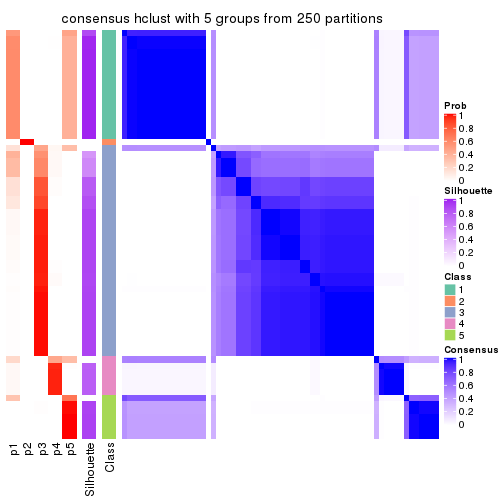 consensus hclust with 5 groups from 250 partitions
Prob
1
0.8
0.6
0.4
0.2
0
Silhouette
1
0.8
0.6
0.4
0.2
0
Class
1
2
3
4
5
Consensus
1
0.8
0.6
0.4
0.2
0
p1
p2
p3
p4
p5
Silhouette
Class